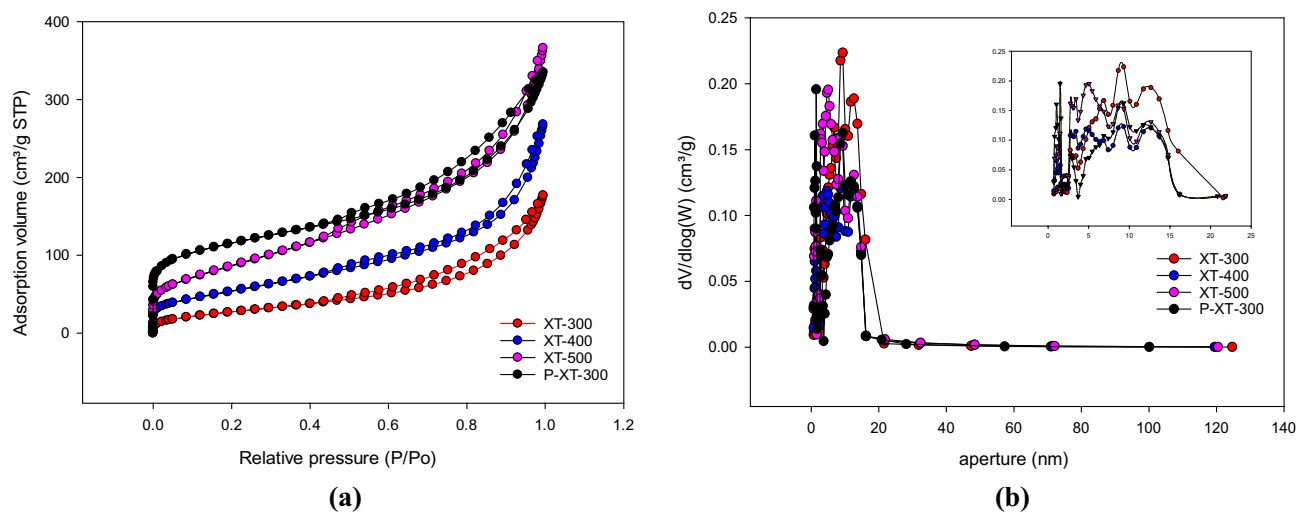 400
300
200
100
0
Adsorption volume (cm³/g STP)
XT-300
XT-400
XT-500
P-XT-300
0.0 0.2 0.4 0.6 0.8 1.0 1.2
Relative pressure (P/Po)
(a)
0.25
0.20
0.15
0.10
0.05
0.00
dV/dlog(W) (cm³/g)
0.25
0.20
0.15
0.10
0.05
0.00
0 5 10 15 20 25
XT-300
XT-400
XT-500
P-XT-300
0 20 40 60 80 100 120 140
aperture (nm)
(b)